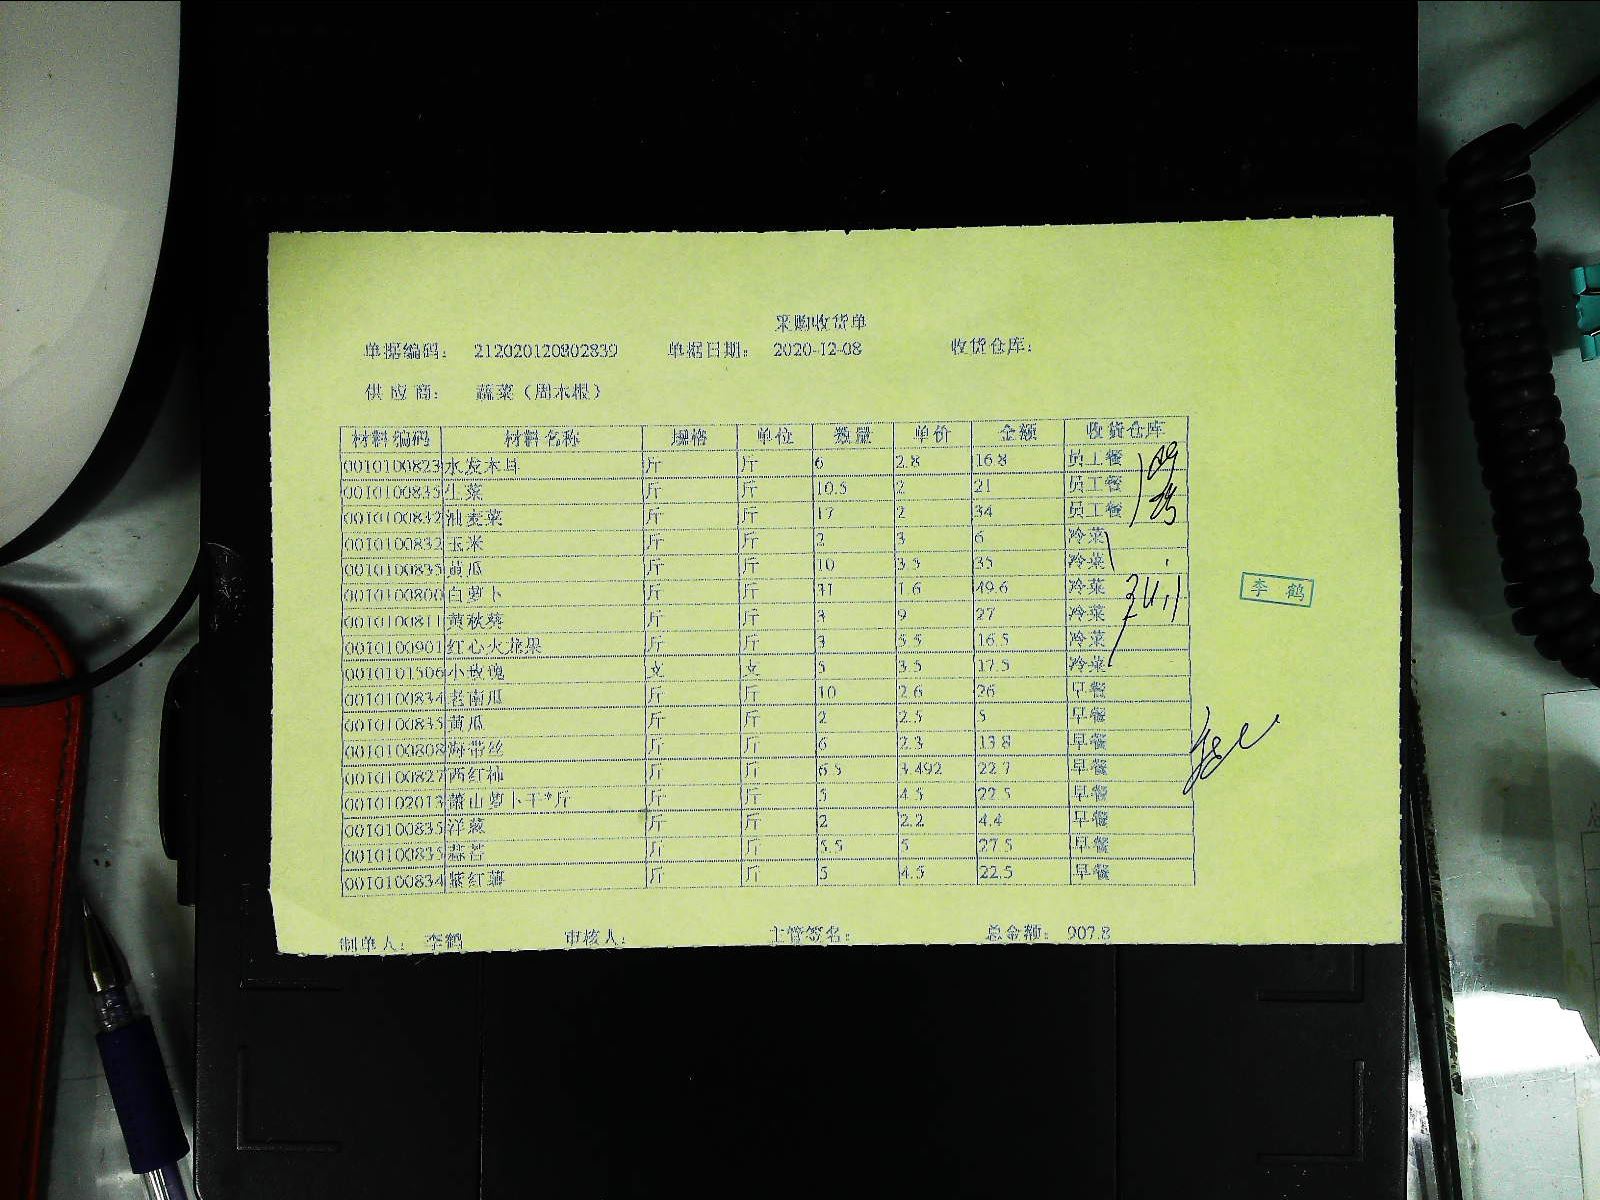 采购收货单
单据编码： 212020120802839 单据日期： 2020-12-08 收货仓库：
供应商： 蔬菜（周木根）
材料编码 材料名称 规格 单位 数量 单价 金额 收货仓库
0010100823 水发木耳 斤 斤 6 2.8 16.8 员工餐
0010100835 生菜 斤 斤 10.5 2 21 员工餐
0010100832 油麦菜 斤 斤 17 2 34 员工餐
0010100832 玉米 斤 斤 2 3 6 冷菜
0010100835 黄瓜 斤 斤 10 3.5 35 冷菜
0010100800 白萝卜 斤 斤 31 1.6 49.6 冷菜
0010100811 黄秋葵 斤 斤 3 9 27 冷菜
0010100901 红心火龙果 斤 斤 3 5.5 16.5 冷菜
0010101506 小玫瑰 支 支 5 3.5 17.5 冷菜
0010100834 老南瓜 斤 斤 10 2.6 26 早餐
0010100835 黄瓜 斤 斤 2 2.5 5 早餐
0010100808 海带丝 斤 斤 6 2.3 13.8 早餐
0010100827 西红柿 斤 斤 6.5 3.492 22.7 早餐
0010102013 萧山萝卜干*斤 斤 斤 5 4.5 22.5 早餐
0010100835 洋葱 斤 斤 2 2.2 4.4 早餐
0010100835 蒜苔 斤 斤 5.5 5 27.5 早餐
0010100834 紫红薯 斤 斤 5 4.5 22.5 早餐
李鹤
制单人： 李鹤 审核人： 主管签名： 总金额： 907.8